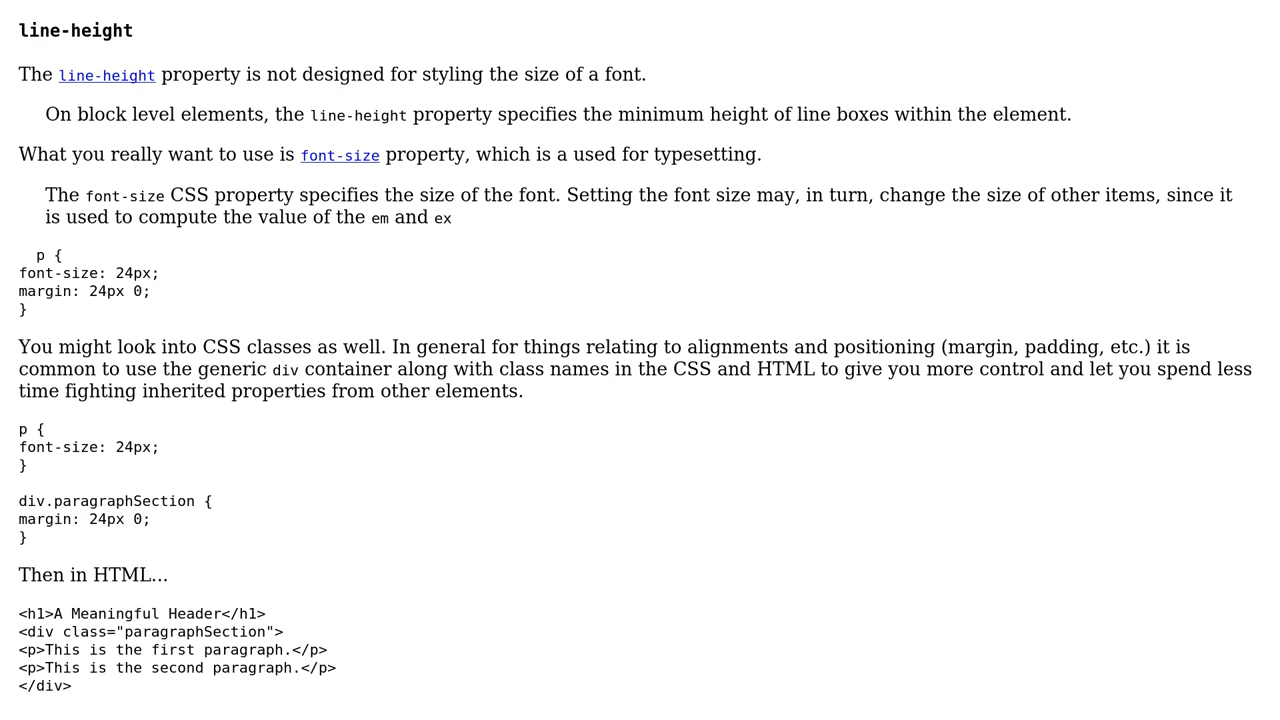 line-height
The line-height property is not designed for styling the size of a font.
On block level elements, the line-height property specifies the minimum height of line boxes within the element.
What you really want to use is font-size property, which is a used for typesetting.
The font-size CSS property specifies the size of the font. Setting the font size may, in turn, change the size of other items, since it
is used to compute the value of the em and ex
p {
font-size: 24px;
margin: 24px 0;
}
You might look into CSS classes as well. In general for things relating to alignments and positioning (margin, padding, etc.) it is
common to use the generic div container along with class names in the CSS and HTML to give you more control and let you spend less
time fighting inherited properties from other elements.
p {
font-size: 24px;
}
div.paragraphSection {
margin: 24px 0;
}
Then in HTML...
<h1>A Meaningful Header</h1>
<div class="paragraphSection">
<p>This is the first paragraph.</p>
<p>This is the second paragraph.</p>
</div>